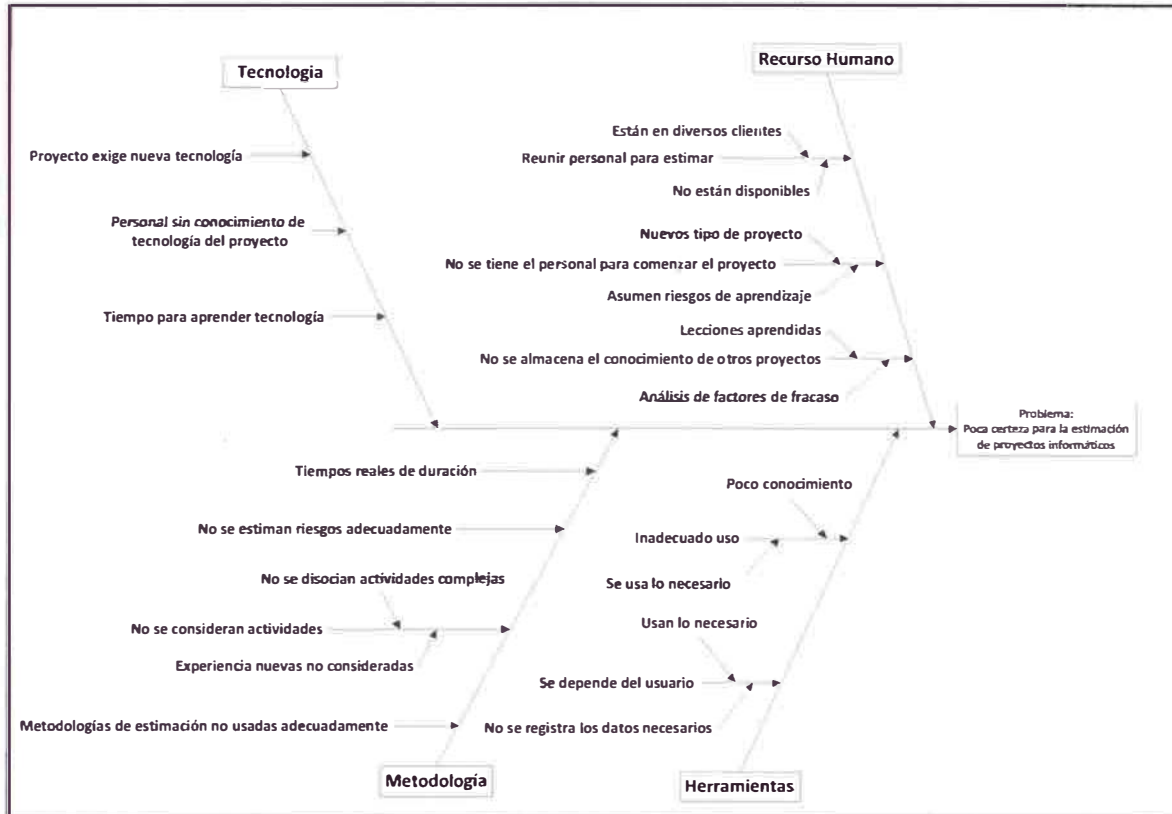 Tecnologia
Recurso Humano
Proyecto exige nueva tecnología
Personal sin conocimiento de
tecnología del proyecto
Tiempo para aprender tecnología
Están en diversos clientes
Reunir personal para estimar
No están disponibles
Nuevos tipo de proyecto
No se tiene el personal para comenzar el proyecto
Asumen riesgos de aprendizaje
Lecciones aprendidas
No se almacena el conocimiento de otros proyectos
Análisis de factores de fracaso
Problema:
Poca certeza para la estimación
de proyectos informáticos
Tiempos reales de duración
No se estiman riesgos adecuadamente
No se disocian actividades complejas
No se consideran actividades
Experiencia nuevas no consideradas
Metodologías de estimación no usadas adecuadamente
Metodología
Poco conocimiento
Inadecuado uso
Se usa lo necesario
Usan lo necesario
Se depende del usuario
No se registra los datos necesarios
Herramientas